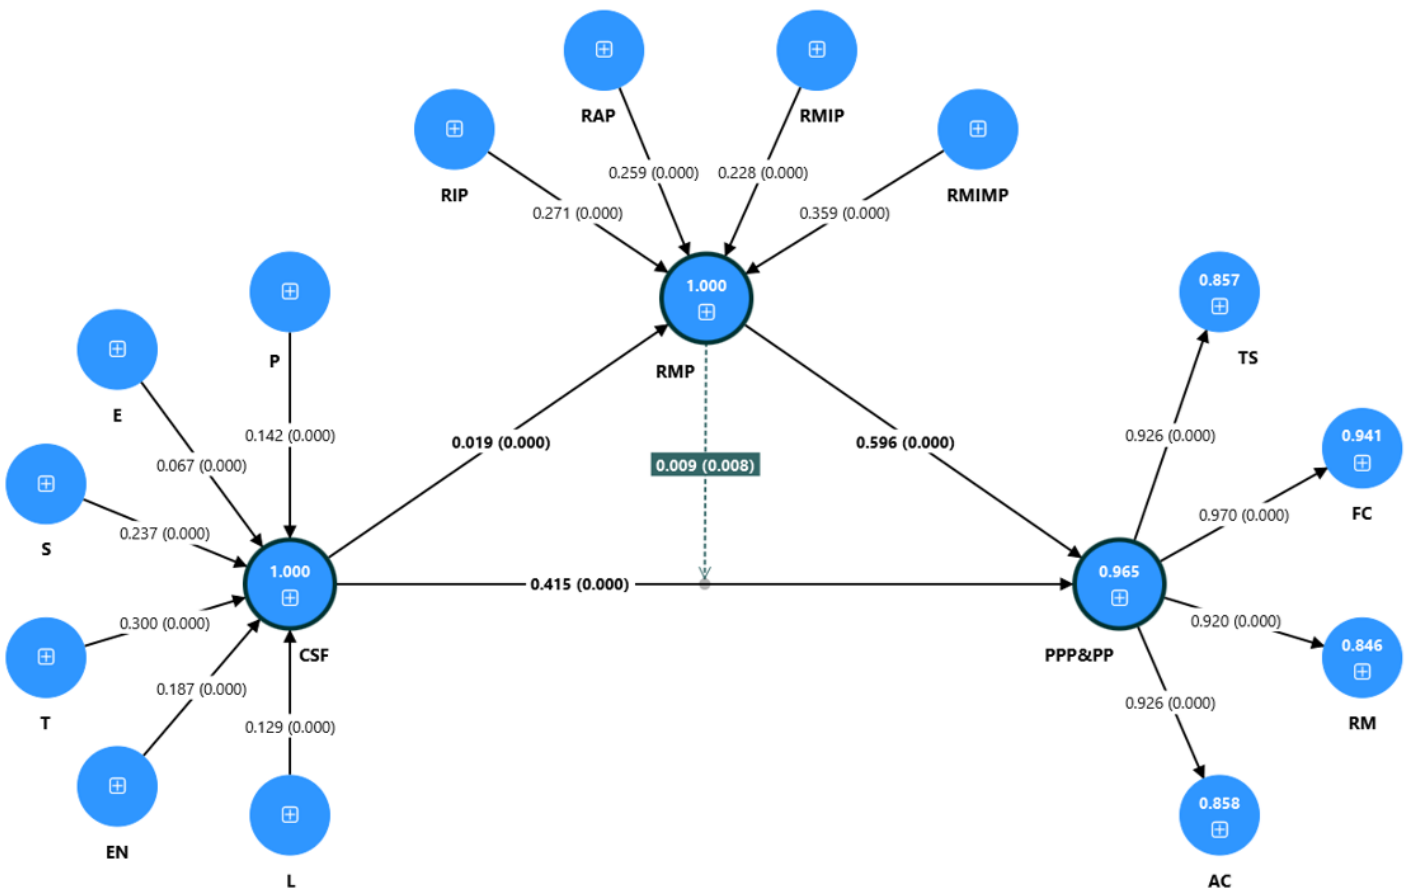 RAP
RMIP
RIP
RMIMP
0.259 (0.000)
0.228 (0.000)
0.271 (0.000)
0.359 (0.000)
1.000
RMP
P
E
S
T
EN
L
0.142 (0.000)
0.067 (0.000)
0.237 (0.000)
0.300 (0.000)
0.187 (0.000)
0.129 (0.000)
1.000
CSF
0.019 (0.000)
0.009 (0.008)
0.596 (0.000)
0.415 (0.000)
0.965
PPP&PP
0.926 (0.000)
0.970 (0.000)
0.920 (0.000)
0.926 (0.000)
0.857
TS
0.941
FC
0.846
RM
0.858
AC